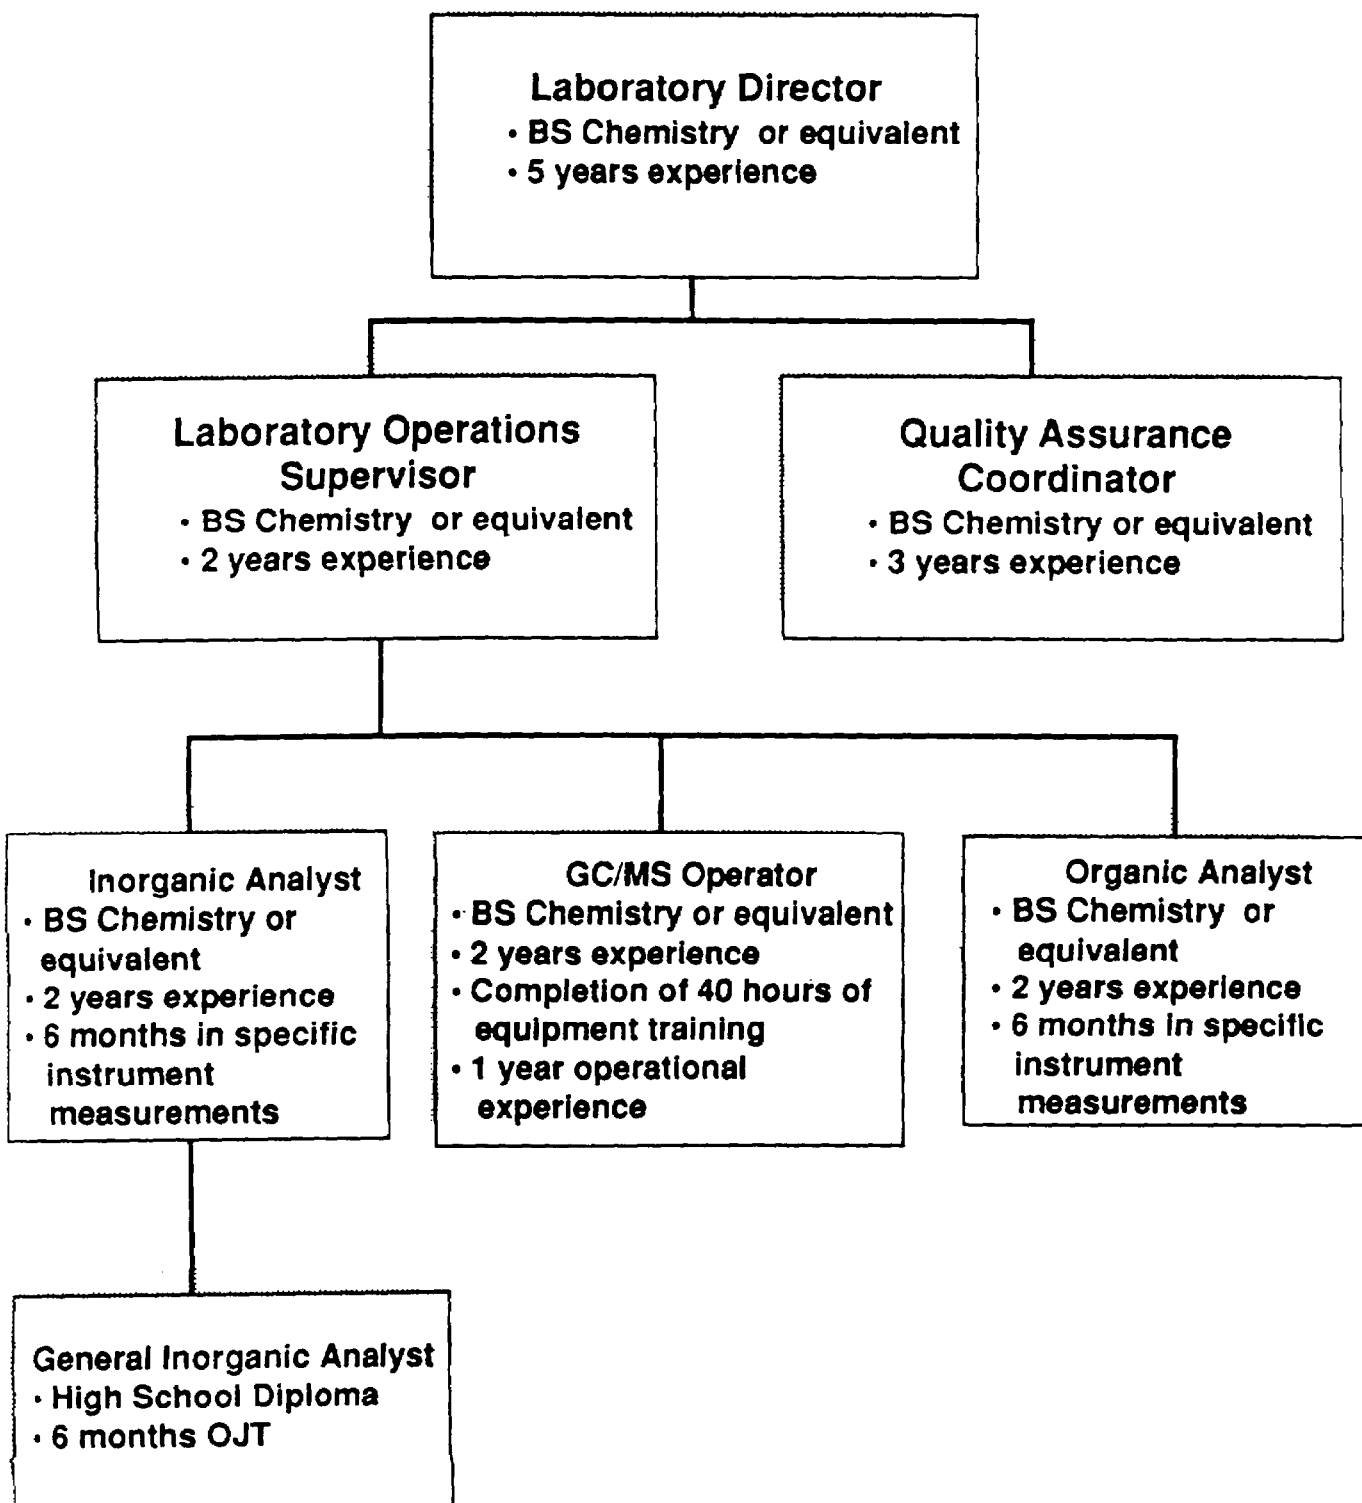 Laboratory Director
· BS Chemistry or equivalent
· 5 years experience
Laboratory Operations
Supervisor
· BS Chemistry or equivalent
· 2 years experience
Quality Assurance
Coordinator
· BS Chemistry or equivalent
· 3 years experience
Inorganic Analyst
· BS Chemistry or
equivalent
· 2 years experience
· 6 months in specific
instrument
measurements
GC/MS Operator
· BS Chemistry or equivalent
· 2 years experience
· Completion of 40 hours of
equipment training
· 1 year operational
experience
Organic Analyst
· BS Chemistry or
equivalent
· 2 years experience
· 6 months in specific
instrument
measurements
General Inorganic Analyst
· High School Diploma
· 6 months OJT